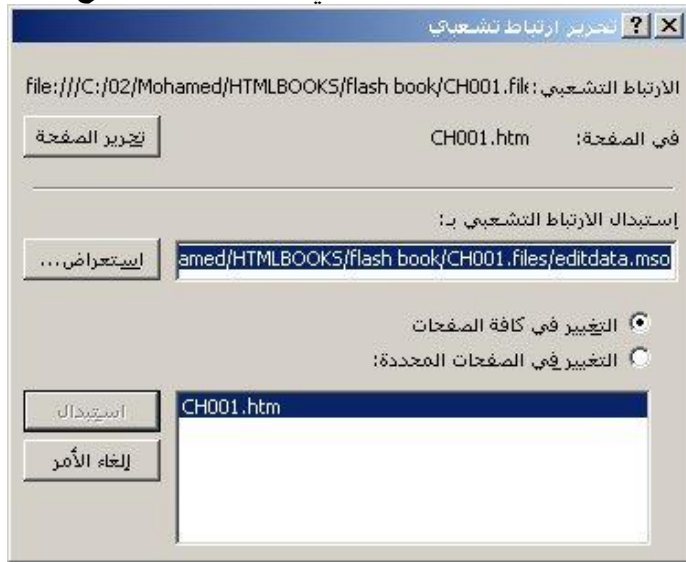 تحرير ارتباط تشعبي
الارتباط التشعبي: file:///C:/02/Mohamed/HTMLBOOKS/flash book/CH001.file
في الصفحة: CH001.htm
تحرير الصفحة
إستبدال الارتباط التشعبي بـ:
amed/HTMLBOOKS/flash book/CH001.files/editdata.mso
استعراض...
التغيير في كافة الصفحات
التغيير في الصفحات المحددة:
CH001.htm
استبدال
إلغاء الأمر